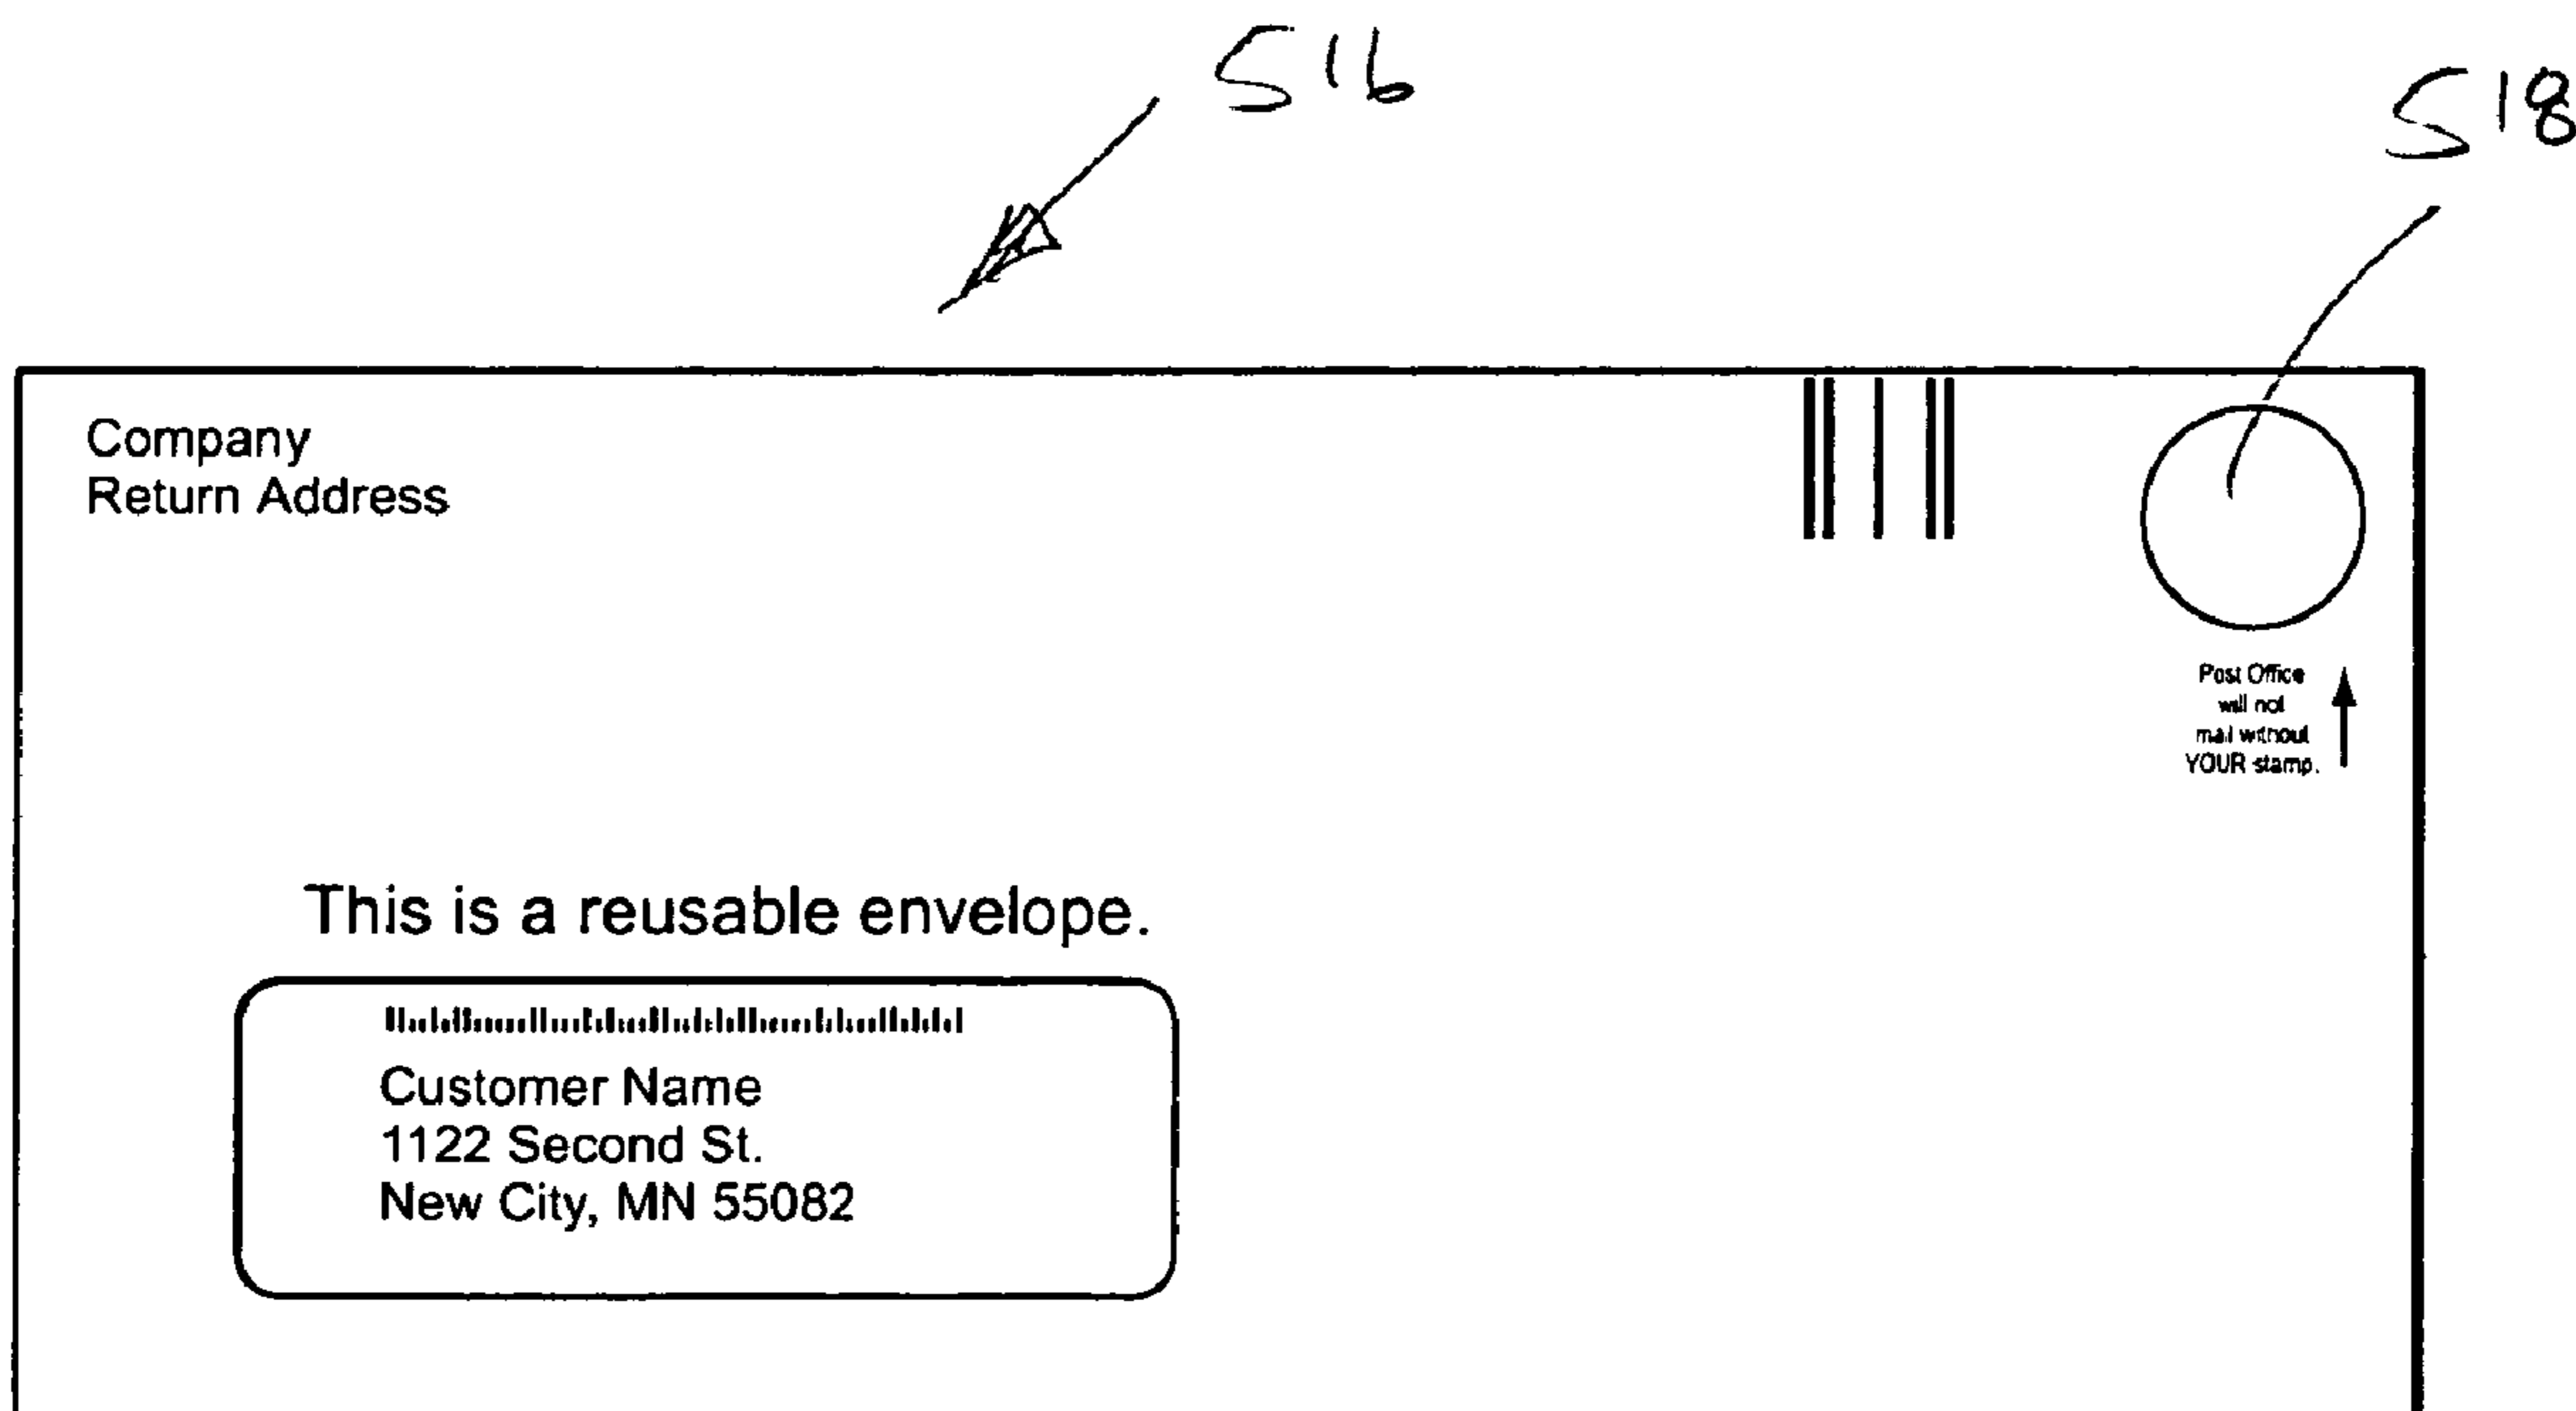 516
518
Company
Return Address
Post Office
will not
mail without
YOUR stamp.
This is a reusable envelope.
Customer Name
1122 Second St.
New City, MN 55082